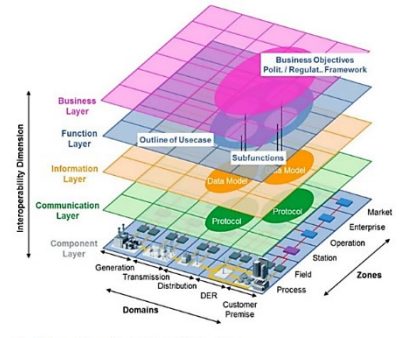 Business Objectives
Polit. / Regulat.. Framework
Business
Layer
Function
Layer
Outline of Usecase
Subfunctions
Information
Layer
Data Model
Data Model
Communication
Layer
Protocol
Protocol
Component
Layer
Interoperability Dimension
Generation
Transmission
Distribution
DER
Customer
Premise
Domains
Market
Enterprise
Operation
Station
Field
Process
Zones